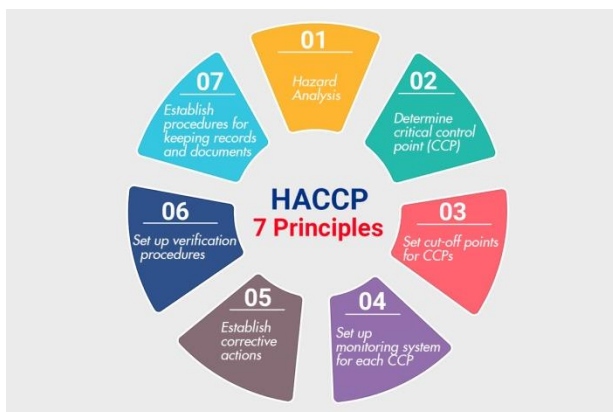 HACCP
7 Principles
01
Hazard
Analysis
02
Determine
critical control
point (CCP)
03
Set cut-off points
for CCPs
04
Set up
monitoring system
for each CCP
05
Establish
corrective
actions
06
Set up verification
procedures
07
Establish
procedures for
keeping records
and documents